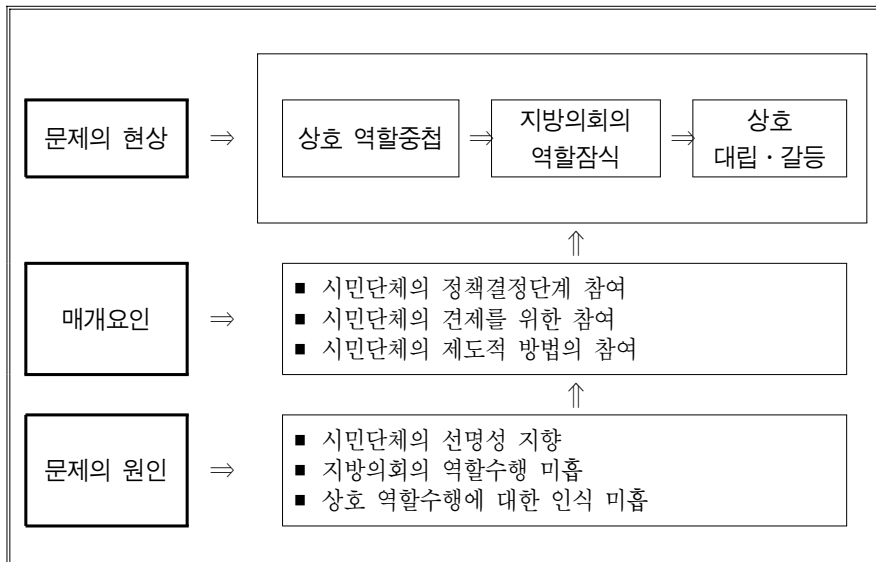 문제의 현상 ⇒ 상호 역할중첩 ⇒ 지방의회의 역할잠식 ⇒ 상호 대립·갈등
⇑
매개요인 ⇒
■ 시민단체의 정책결정단계 참여
■ 시민단체의 견제를 위한 참여
■ 시민단체의 제도적 방법의 참여
⇑
문제의 원인 ⇒
■ 시민단체의 선명성 지향
■ 지방의회의 역할수행 미흡
■ 상호 역할수행에 대한 인식 미흡